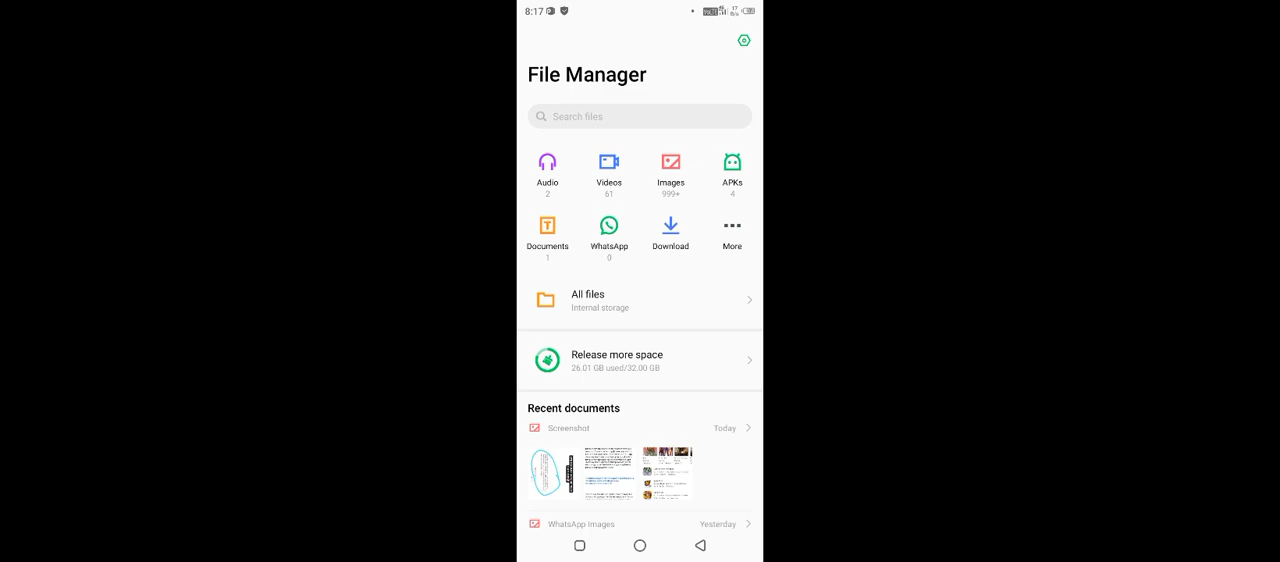 8:17
File Manager
Search files
Audio
2
Videos
61
Images
999+
APKs
4
Documents
1
WhatsApp
0
Download
More
All files
Internal storage
Release more space
26.01 GB used/32.00 GB
Recent documents
Screenshot
Today
WhatsApp Images
Yesterday